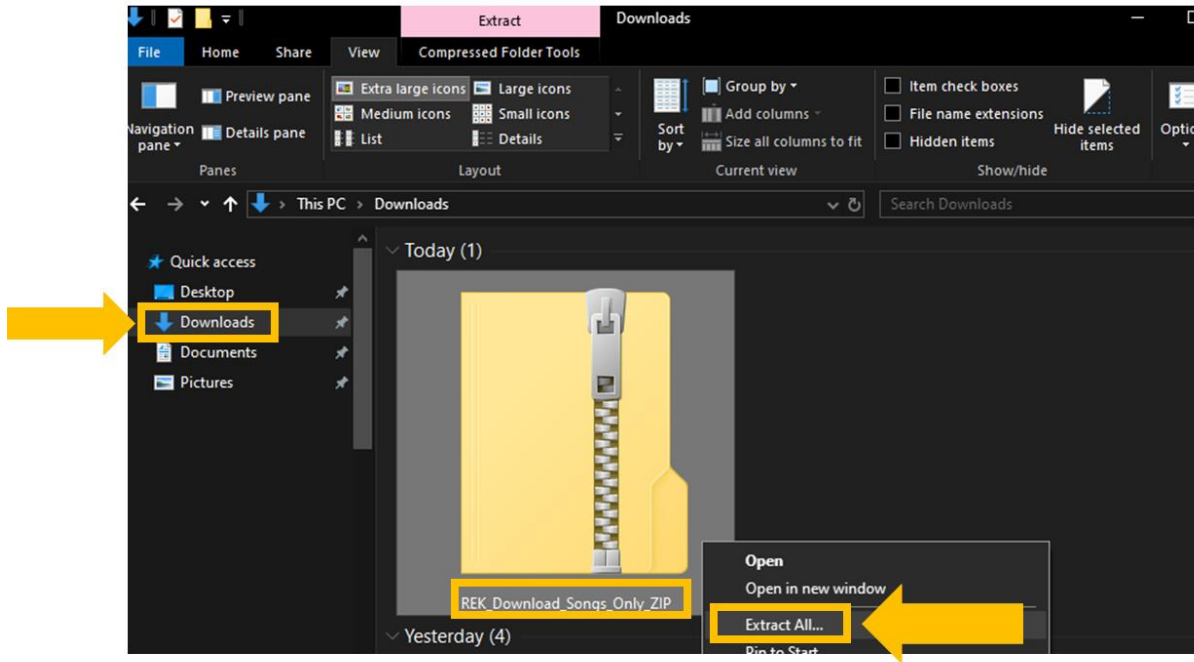 Extract
Downloads
File
Home
Share
View
Compressed Folder Tools
Preview pane
Extra large icons
Large icons
Group by
Item check boxes
Medium icons
Small icons
Add columns
File name extensions
Navigation
pane
Details pane
List
Details
Sort
by
Size all columns to fit
Hidden items
Hide selected
items
Panes
Layout
Current view
Show/hide
This PC > Downloads
Search Downloads
Quick access
Today (1)
Desktop
Downloads
Documents
Pictures
REK_Download_Songs_Only_ZIP
Open
Open in new window
Extract All...
Pin to Start
Yesterday (4)